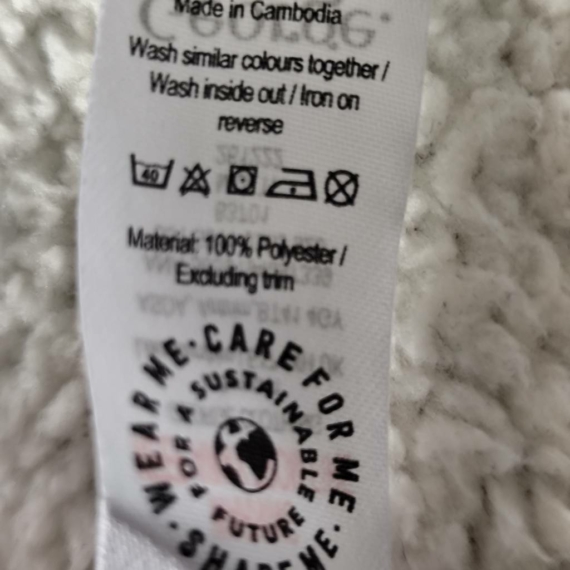 Made in Cambodia
Wash similar colours together /
Wash inside out / Iron on
reverse
40
Material: 100% Polyester /
Excluding trim
WEAR ME · CARE FOR ME · SHARE ME ·
FOR A SUSTAINABLE FUTURE